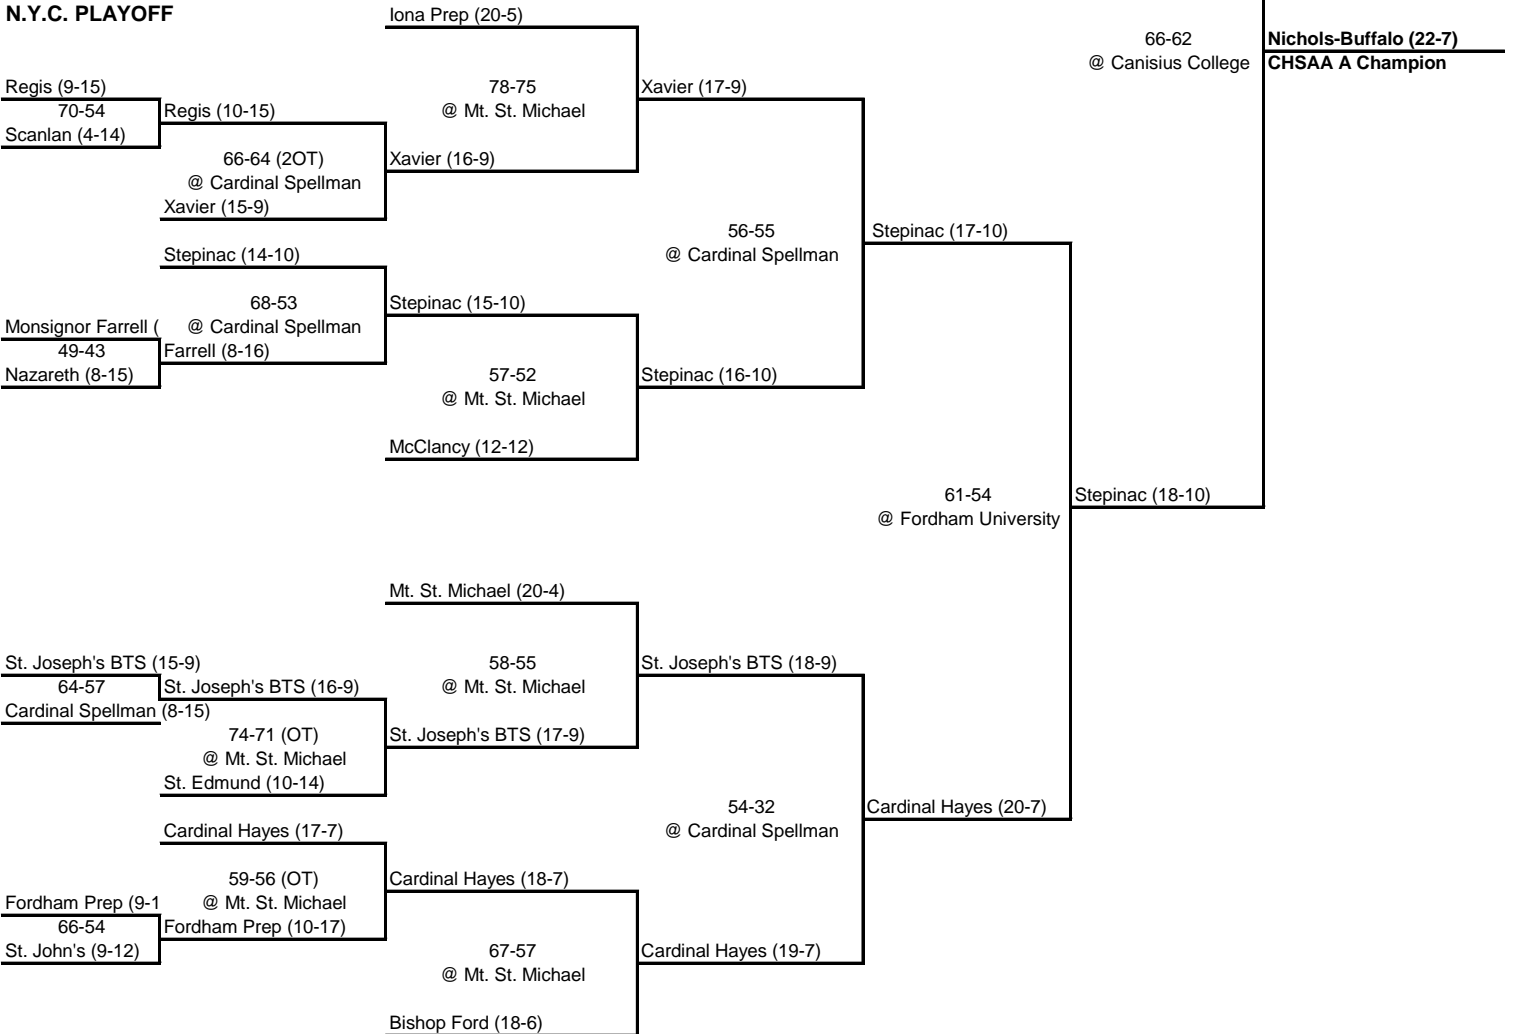 N.Y.C. PLAYOFF
Iona Prep (20-5)
66-62
@ Canisius College
Nichols-Buffalo (22-7)
CHSAA A Champion
Regis (9-15)
70-54
Scanlan (4-14)
Regis (10-15)
78-75
@ Mt. St. Michael
Xavier (17-9)
66-64 (2OT)
@ Cardinal Spellman
Xavier (16-9)
Xavier (15-9)
56-55
@ Cardinal Spellman
Stepinac (17-10)
Stepinac (14-10)
68-53
@ Cardinal Spellman
Stepinac (15-10)
Monsignor Farrell (
49-43
Nazareth (8-15)
Farrell (8-16)
57-52
@ Mt. St. Michael
Stepinac (16-10)
McClancy (12-12)
61-54
@ Fordham University
Stepinac (18-10)
Mt. St. Michael (20-4)
St. Joseph's BTS (15-9)
64-57
Cardinal Spellman (8-15)
St. Joseph's BTS (16-9)
58-55
@ Mt. St. Michael
St. Joseph's BTS (18-9)
74-71 (OT)
@ Mt. St. Michael
St. Joseph's BTS (17-9)
St. Edmund (10-14)
54-32
@ Cardinal Spellman
Cardinal Hayes (20-7)
Cardinal Hayes (17-7)
59-56 (OT)
@ Mt. St. Michael
Cardinal Hayes (18-7)
Fordham Prep (9-1
66-54
St. John's (9-12)
Fordham Prep (10-17)
67-57
@ Mt. St. Michael
Cardinal Hayes (19-7)
Bishop Ford (18-6)